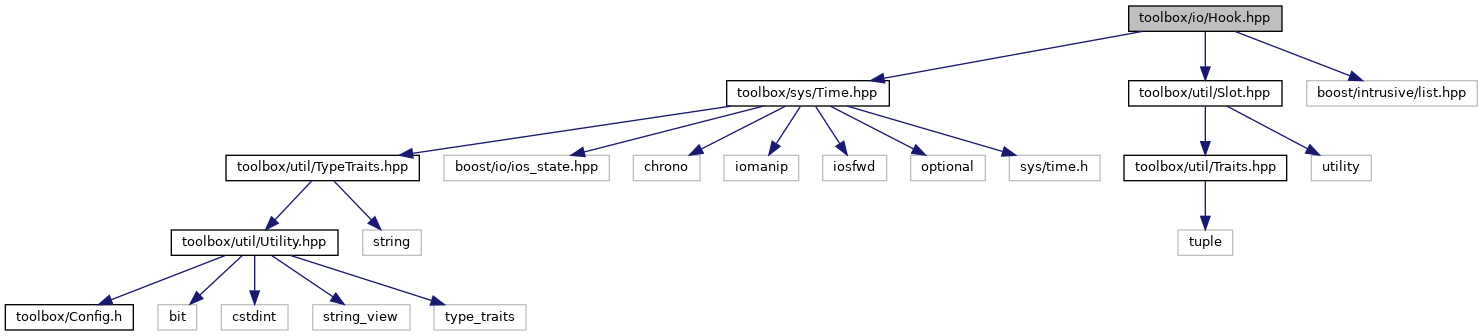 toolbox/io/Hook.hpp
toolbox/sys/Time.hpp
toolbox/util/Slot.hpp
boost/intrusive/list.hpp
toolbox/util/TypeTraits.hpp
boost/io/ios_state.hpp
chrono
iomanip
iosfwd
optional
sys/time.h
toolbox/util/Traits.hpp
utility
toolbox/util/Utility.hpp
string
tuple
toolbox/Config.h
bit
cstdint
string_view
type_traits